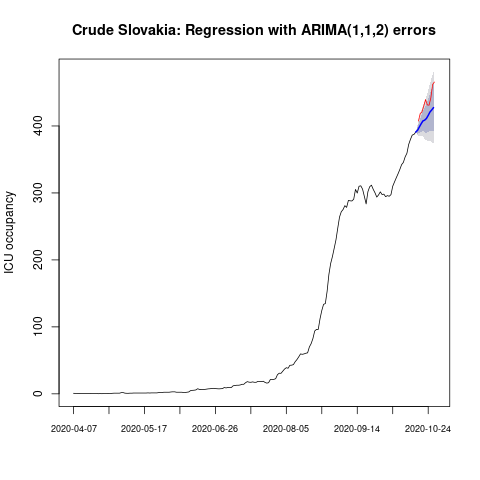 Crude Slovakia: Regression with ARIMA(1,1,2) errors
ICU occupancy
400
300
200
100
0
2020-04-07 2020-05-17 2020-06-26 2020-08-05 2020-09-14 2020-10-24